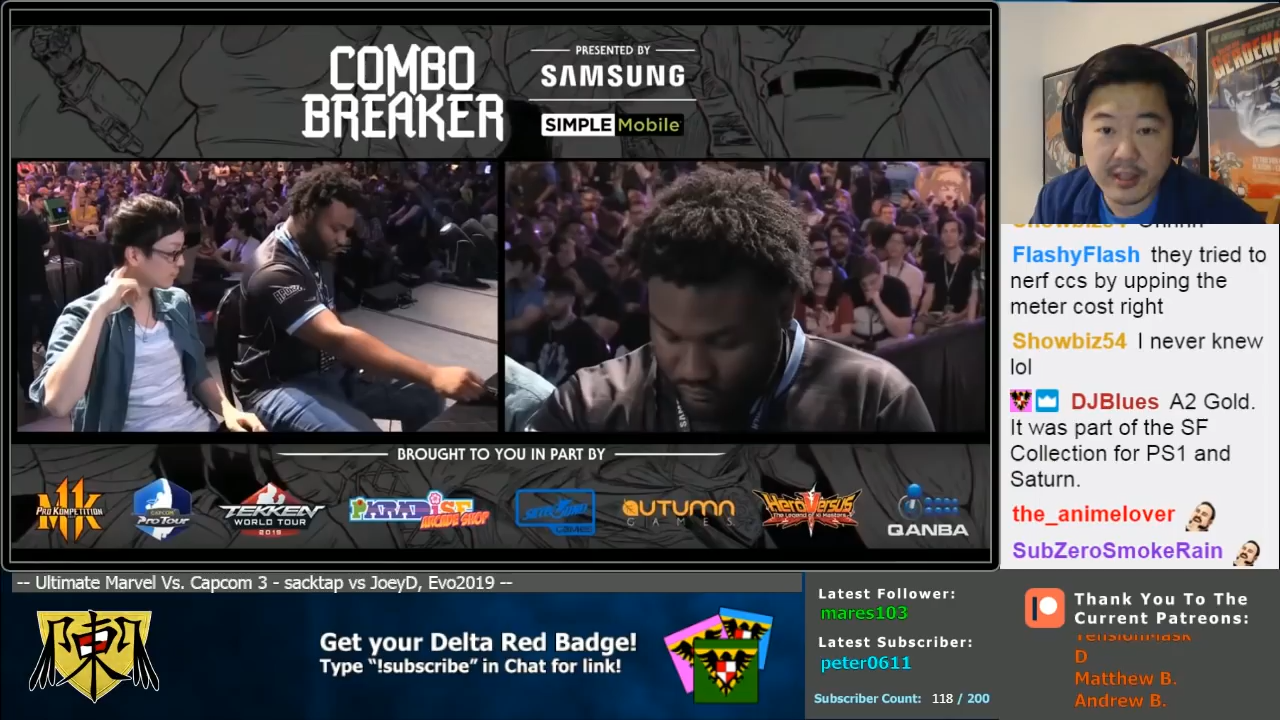 COMBO
BREAKER
PRESENTED BY
SAMSUNG
SIMPLE Mobile
BROUGHT TO YOU IN PART BY
PRO KOMPETITION
CAPCOM
PRO TOUR
TEKKEN
WORLD TOUR
2019
PARADISE
ARCADE SHOP
GAMES
AUTUMN
GAMES
HeroVersus
QANBA
FlashyFlash they tried to
nerf ccs by upping the
meter cost right
Showbiz54 I never knew
lol
DJBlues A2 Gold.
It was part of the SF
Collection for PS1 and
Saturn.
the_animelover
SubZeroSmokeRain
-- Ultimate Marvel Vs. Capcom 3 - sacktap vs JoeyD, Evo2019 --
Get your Delta Red Badge!
Type "!subscribe" in Chat for link!
Latest Follower:
mares103
Latest Subscriber:
peter0611
Subscriber Count: 118 / 200
Thank You To The
Current Patreons:
TensionMask
D
Matthew B.
Andrew B.